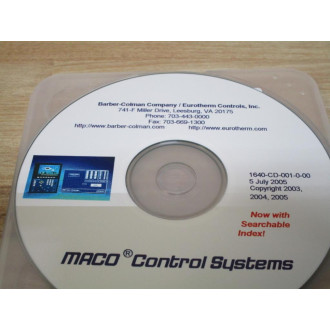 Barber-Colman Company / Eurotherm Controls, Inc.
741-F Miller Drive, Leesburg, VA 20175
Phone: 703-443-0000
Fax: 703-669-1300
http://www.barber-colman.com http://www.eurotherm.com
1640-CD-001-0-00
5 July 2005
Copyright 2003,
2004, 2005
Now with
Searchable
Index!
MACO® Control Systems